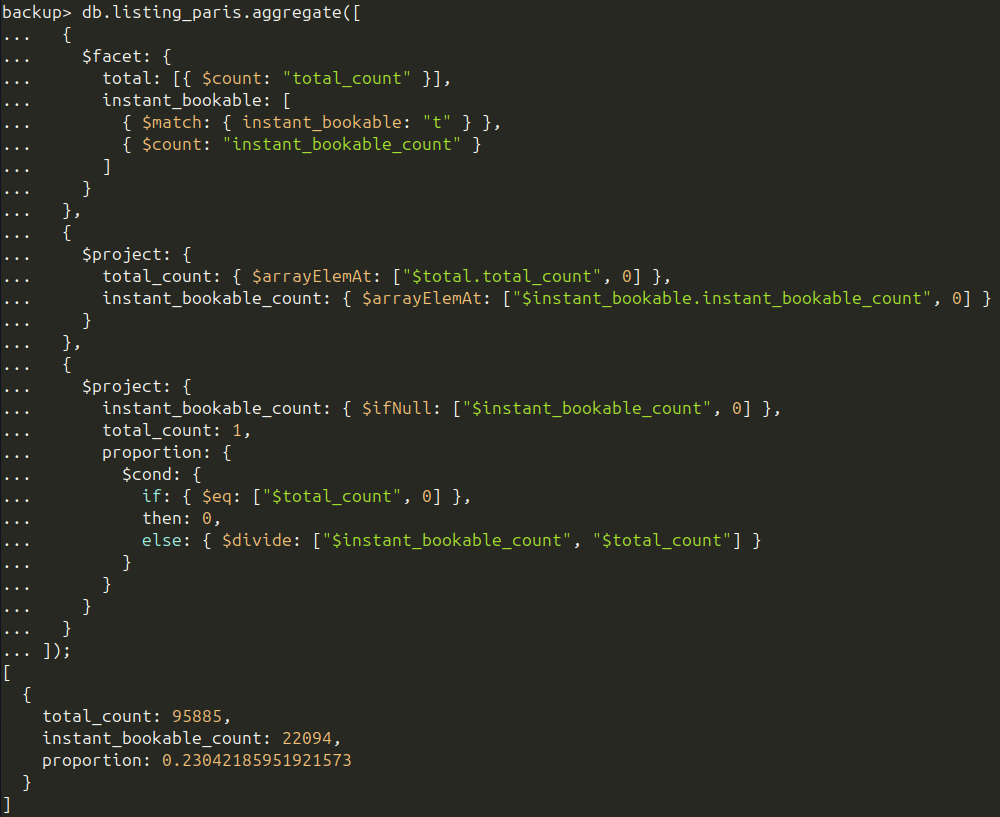 backup> db.listing_paris.aggregate([
...   {
...     $facet: {
...       total: [{ $count: "total_count" }],
...       instant_bookable: [
...         { $match: { instant_bookable: "t" } },
...         { $count: "instant_bookable_count" }
...       ]
...     }
...   },
...   {
...     $project: {
...       total_count: { $arrayElemAt: ["$total.total_count", 0] },
...       instant_bookable_count: { $arrayElemAt: ["$instant_bookable.instant_bookable_count", 0] }
...     }
...   },
...   {
...     $project: {
...       instant_bookable_count: { $ifNull: ["$instant_bookable_count", 0] },
...       total_count: 1,
...       proportion: {
...         $cond: {
...           if: { $eq: ["$total_count", 0] },
...           then: 0,
...           else: { $divide: ["$instant_bookable_count", "$total_count"] }
...         }
...       }
...     }
...   }
... ]);
[
  {
    total_count: 95885,
    instant_bookable_count: 22094,
    proportion: 0.23042185951921573
  }
]